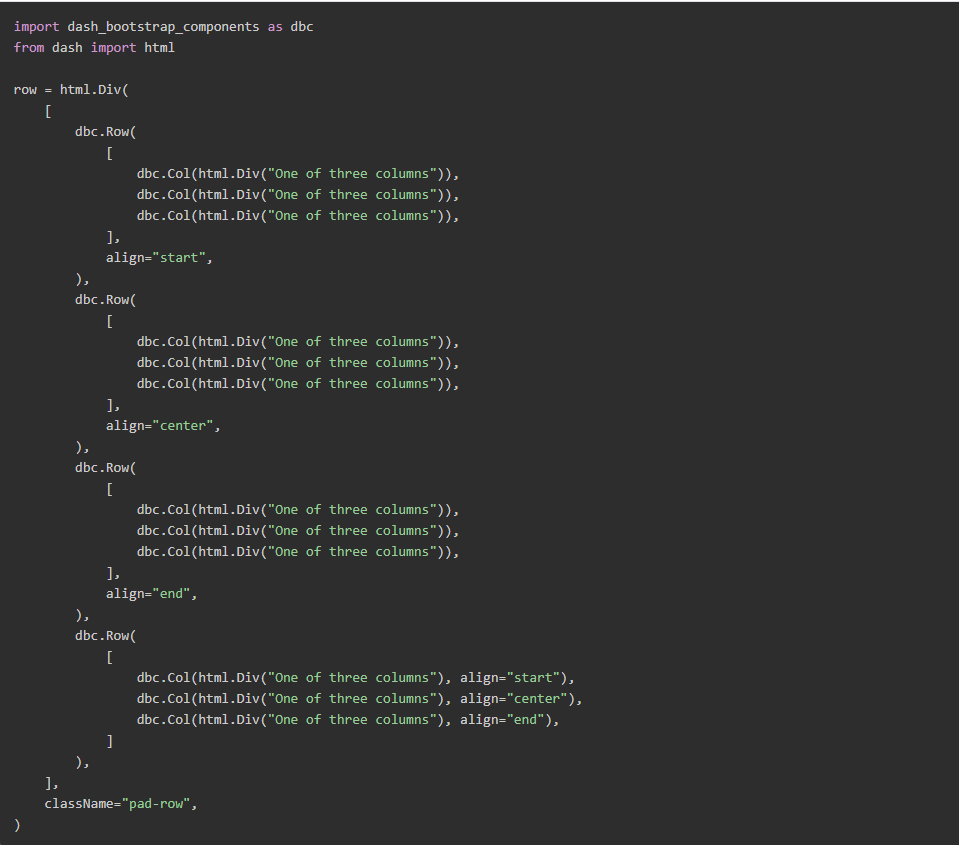 import dash_bootstrap_components as dbc
from dash import html

row = html.Div(
    [
        dbc.Row(
            [
                dbc.Col(html.Div("One of three columns")),
                dbc.Col(html.Div("One of three columns")),
                dbc.Col(html.Div("One of three columns")),
            ],
            align="start",
        ),
        dbc.Row(
            [
                dbc.Col(html.Div("One of three columns")),
                dbc.Col(html.Div("One of three columns")),
                dbc.Col(html.Div("One of three columns")),
            ],
            align="center",
        ),
        dbc.Row(
            [
                dbc.Col(html.Div("One of three columns")),
                dbc.Col(html.Div("One of three columns")),
                dbc.Col(html.Div("One of three columns")),
            ],
            align="end",
        ),
        dbc.Row(
            [
                dbc.Col(html.Div("One of three columns"), align="start"),
                dbc.Col(html.Div("One of three columns"), align="center"),
                dbc.Col(html.Div("One of three columns"), align="end"),
            ]
        ),
    ],
    className="pad-row",
)